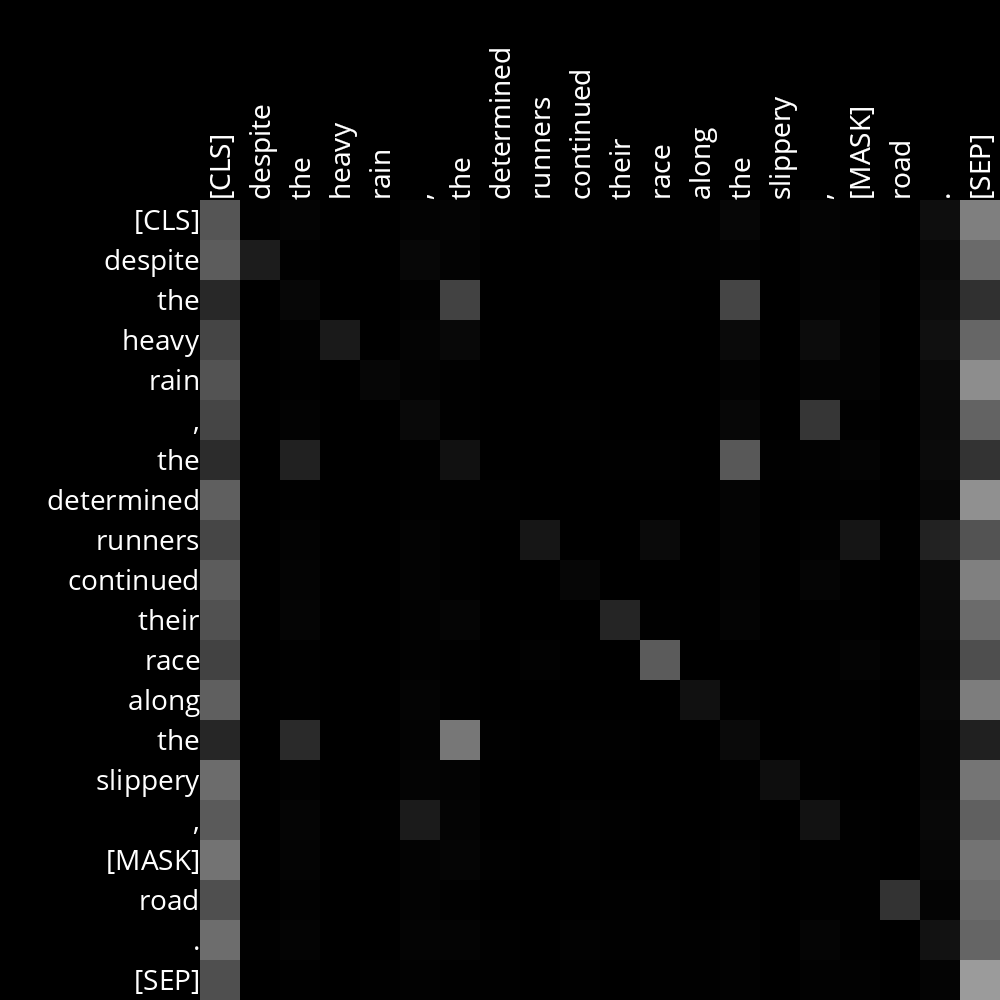 [CLS] despite the heavy rain , the determined runners continued their race along the slippery , [MASK] road . [SEP]
[CLS]
despite
the
heavy
rain
,
the
determined
runners
continued
their
race
along
the
slippery
,
[MASK]
road
.
[SEP]